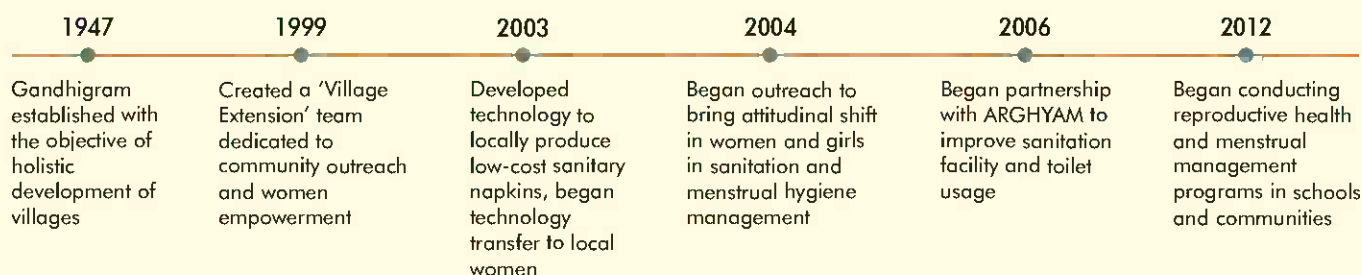 1947
Gandhigram
established with
the objective of
holistic
development of
villages
1999
Created a 'Village
Extension' team
dedicated to
community outreach
and women
empowerment
2003
Developed
technology to
locally produce
low-cost sanitary
napkins, began
technology
transfer to local
women
2004
Began outreach to
bring attitudinal shift
in women and girls
in sanitation and
menstrual hygiene
management
2006
Began partnership
with ARGHYAM to
improve sanitation
facility and toilet
usage
2012
Began conducting
reproductive health
and menstrual
management
programs in schools
and communities